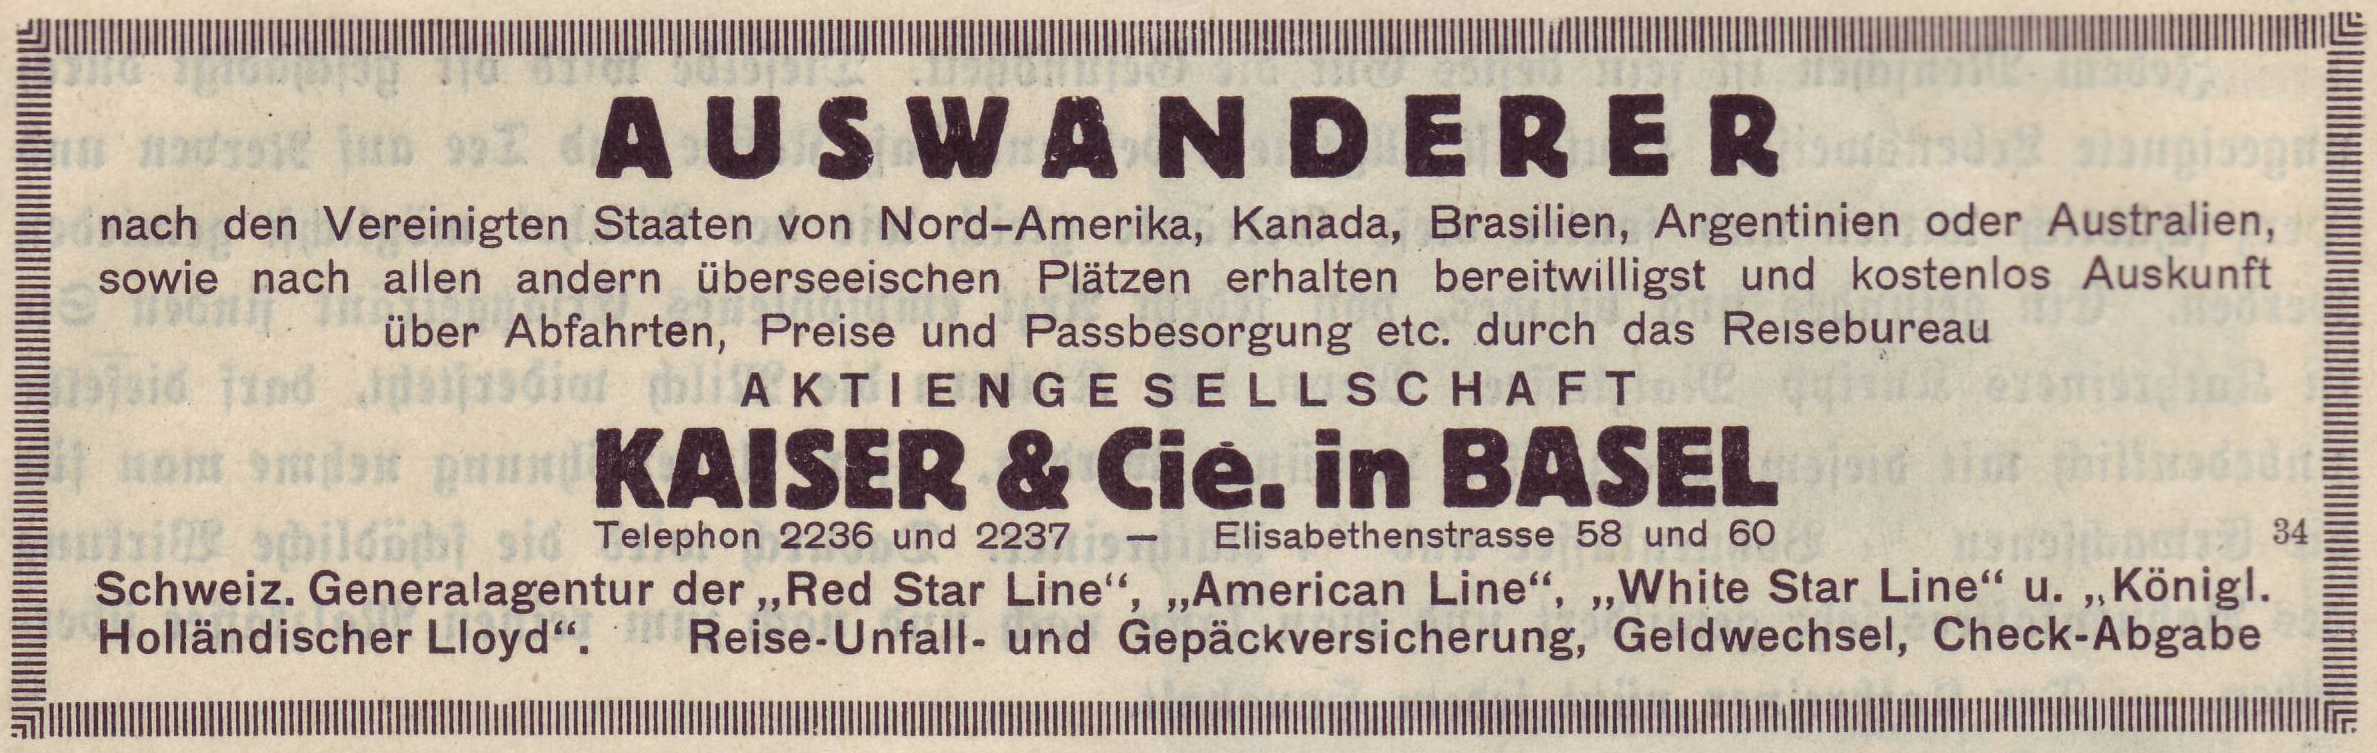 AUSWANDERER
nach den Vereinigten Staaten von Nord-Amerika, Kanada, Brasilien, Argentinien oder Australien,
sowie nach allen andern überseeischen Plätzen erhalten bereitwilligst und kostenlos Auskunft
über Abfahrten, Preise und Passbesorgung etc. durch das Reisebureau
AKTIENGESELLSCHAFT
KAISER & Cie. in BASEL
Telephon 2236 und 2237 — Elisabethenstrasse 58 und 60
34
Schweiz. Generalagentur der „Red Star Line“, „American Line“, „White Star Line“ u. „Königl.
Holländischer Lloyd“. Reise-Unfall- und Gepäckversicherung, Geldwechsel, Check-Abgabe